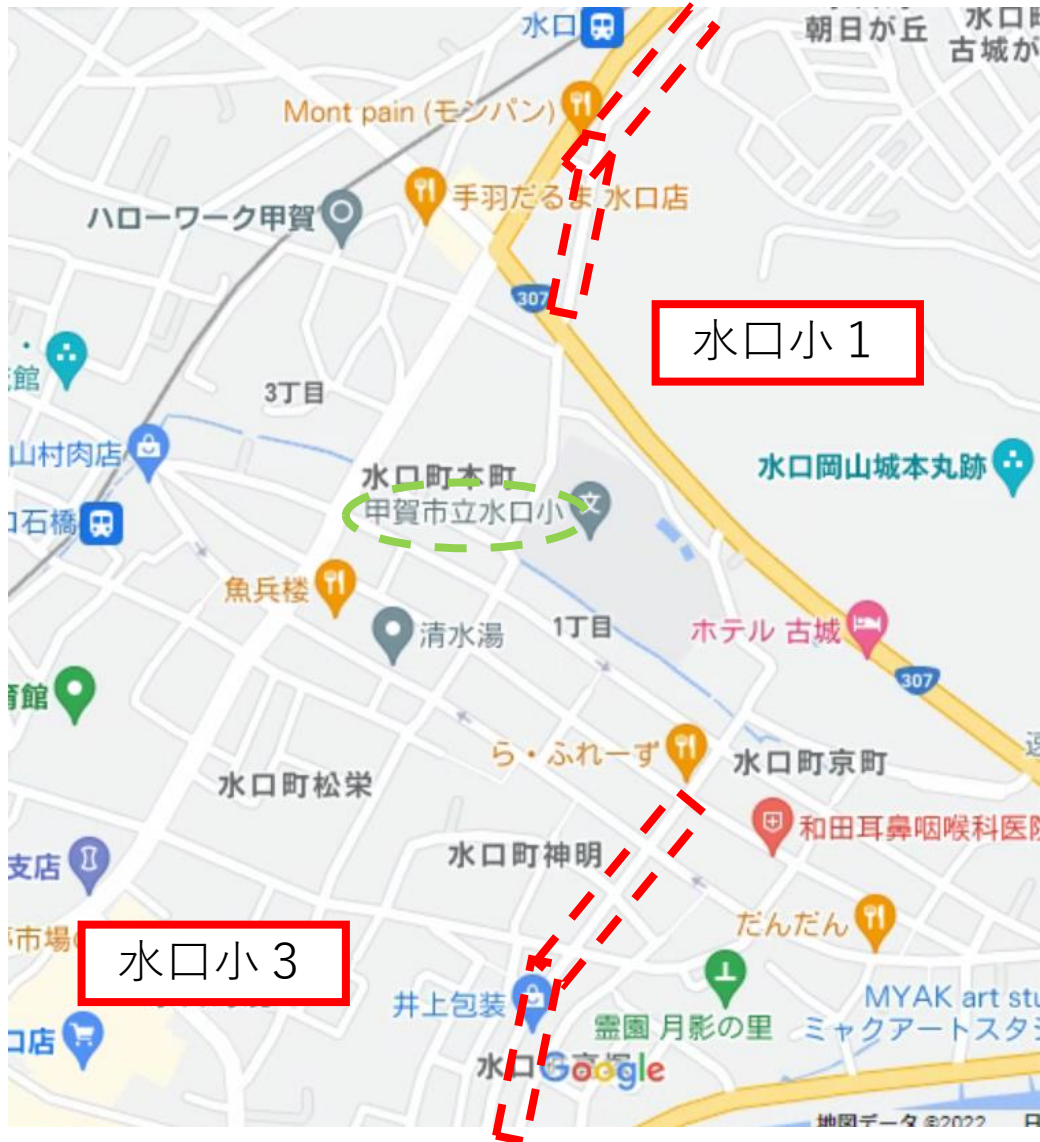 水口
朝日が丘
水口
古城が
Mont pain (モンパン)
手羽だるま 水口店
ハローワーク甲賀
307
水口小１
館
3丁目
山村肉店
水口町本町
甲賀市立水口小
水口岡山城本丸跡
石橋
魚兵楼
清水湯
1丁目
ホテル 古城
307
育館
ら・ふれーず
水口町京町
水口町松栄
和田耳鼻咽喉科医院
支店
水口町神明
だんだん
市場
水口小３
井上包装
霊園 月影の里
MYAK art stu
ミャクアートスタジ
口店
水口
Google
地図データ ©2022